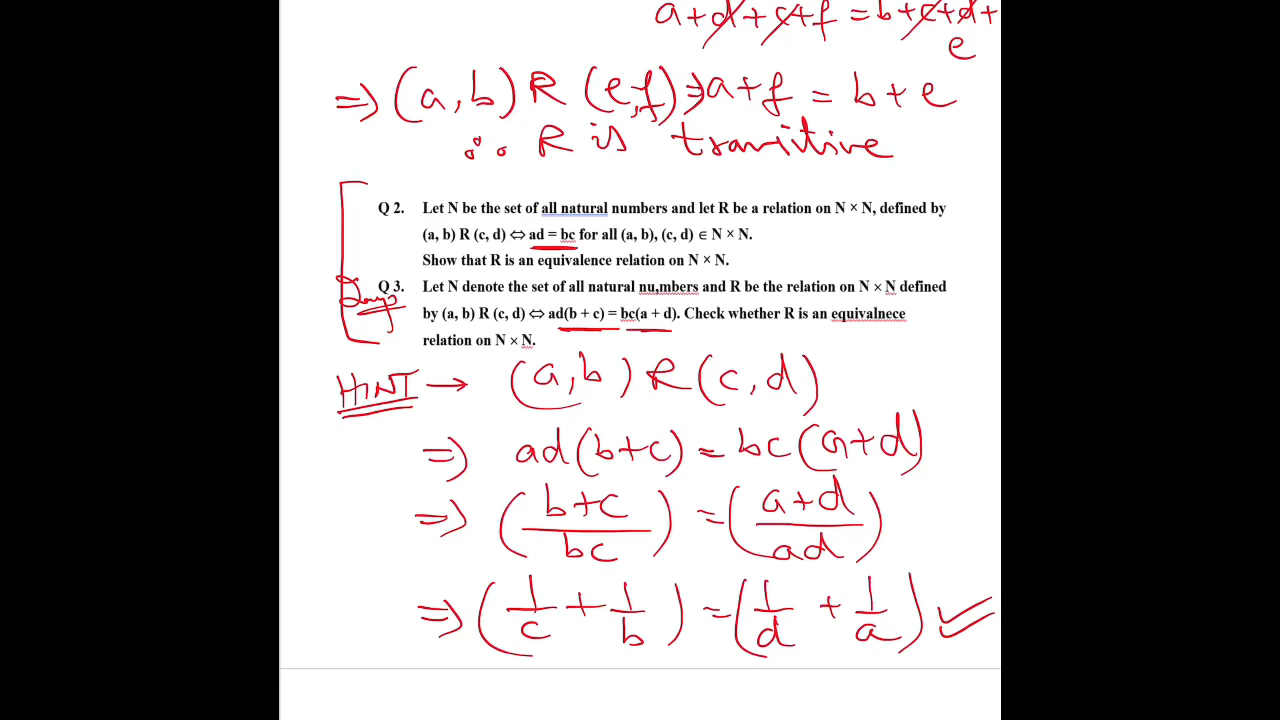 a+d+c+f = b+c+d+
e
⇒ (a,b) R (e,f) ⇒ a+f = b+e
∴ R is transitive
Q 2. Let N be the set of all natural numbers and let R be a relation on N × N, defined by
(a, b) R (c, d) ⇔ ad = bc for all (a, b), (c, d) ∈ N × N.
Show that R is an equivalence relation on N × N.
Q 3. Let N denote the set of all natural nu,mbers and R be the relation on N × N defined
by (a, b) R (c, d) ⇔ ad(b + c) = bc(a + d). Check whether R is an equivalnece
relation on N × N.
HINT → (a,b) R (c,d)
⇒ ad(b+c) = bc(a+d)
⇒ (b+c/bc) = (a+d/ad)
⇒ (1/c + 1/b) = (1/d + 1/a)